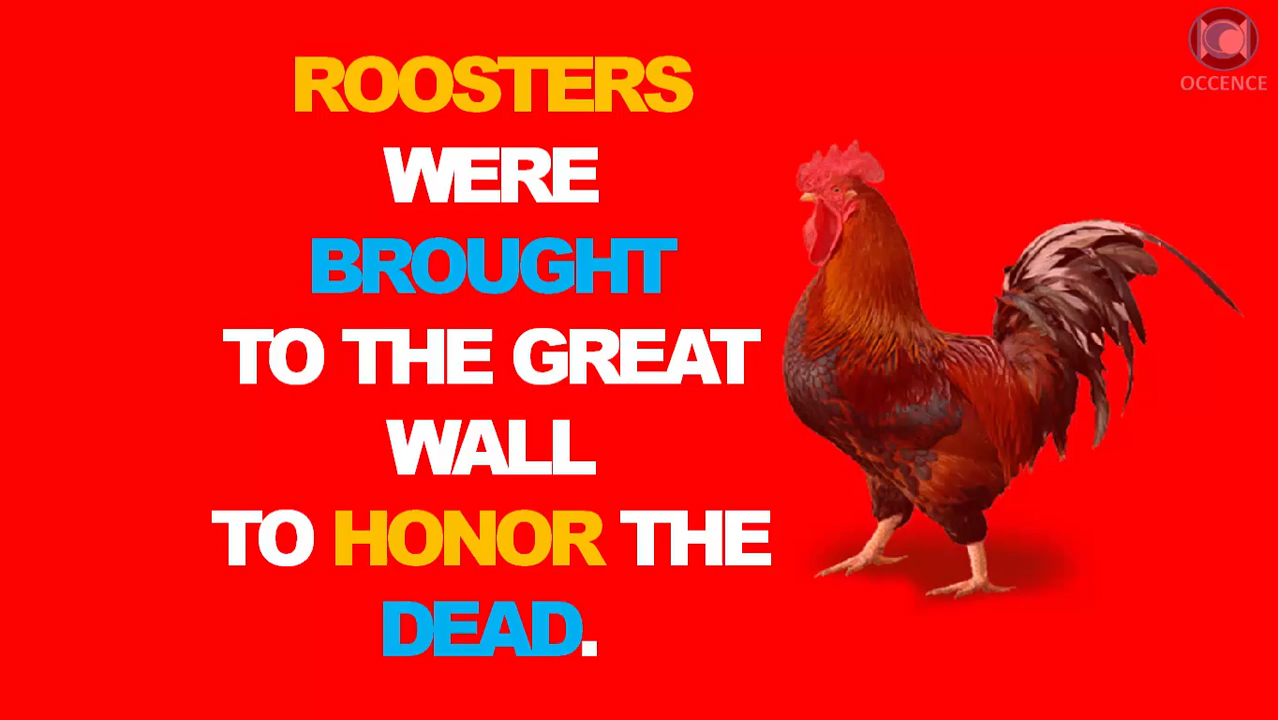 OCCENCE
ROOSTERS
WERE
BROUGHT
TO THE GREAT
WALL
TO HONOR THE
DEAD.